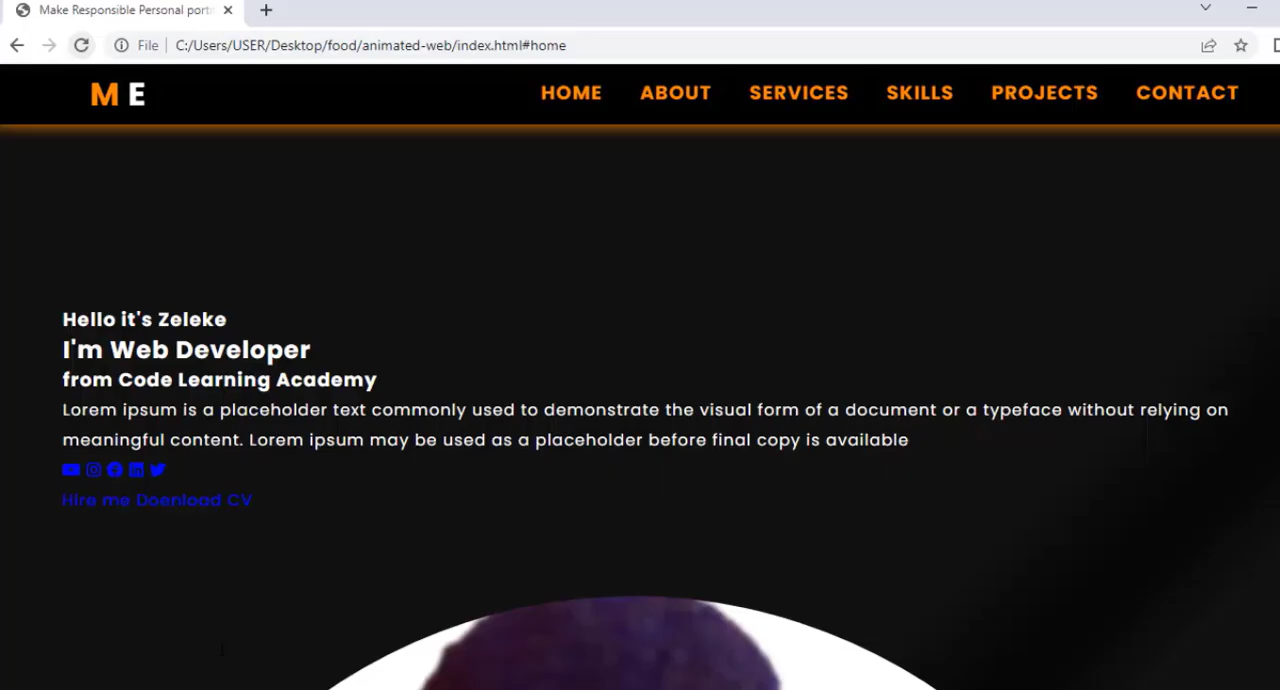 Make Responsible Personal port
File C:/Users/USER/Desktop/food/animated-web/index.html#home
M E HOME ABOUT SERVICES SKILLS PROJECTS CONTACT
Hello it's Zeleke
I'm Web Developer
from Code Learning Academy
Lorem ipsum is a placeholder text commonly used to demonstrate the visual form of a document or a typeface without relying on
meaningful content. Lorem ipsum may be used as a placeholder before final copy is available
Hire me Doenload CV